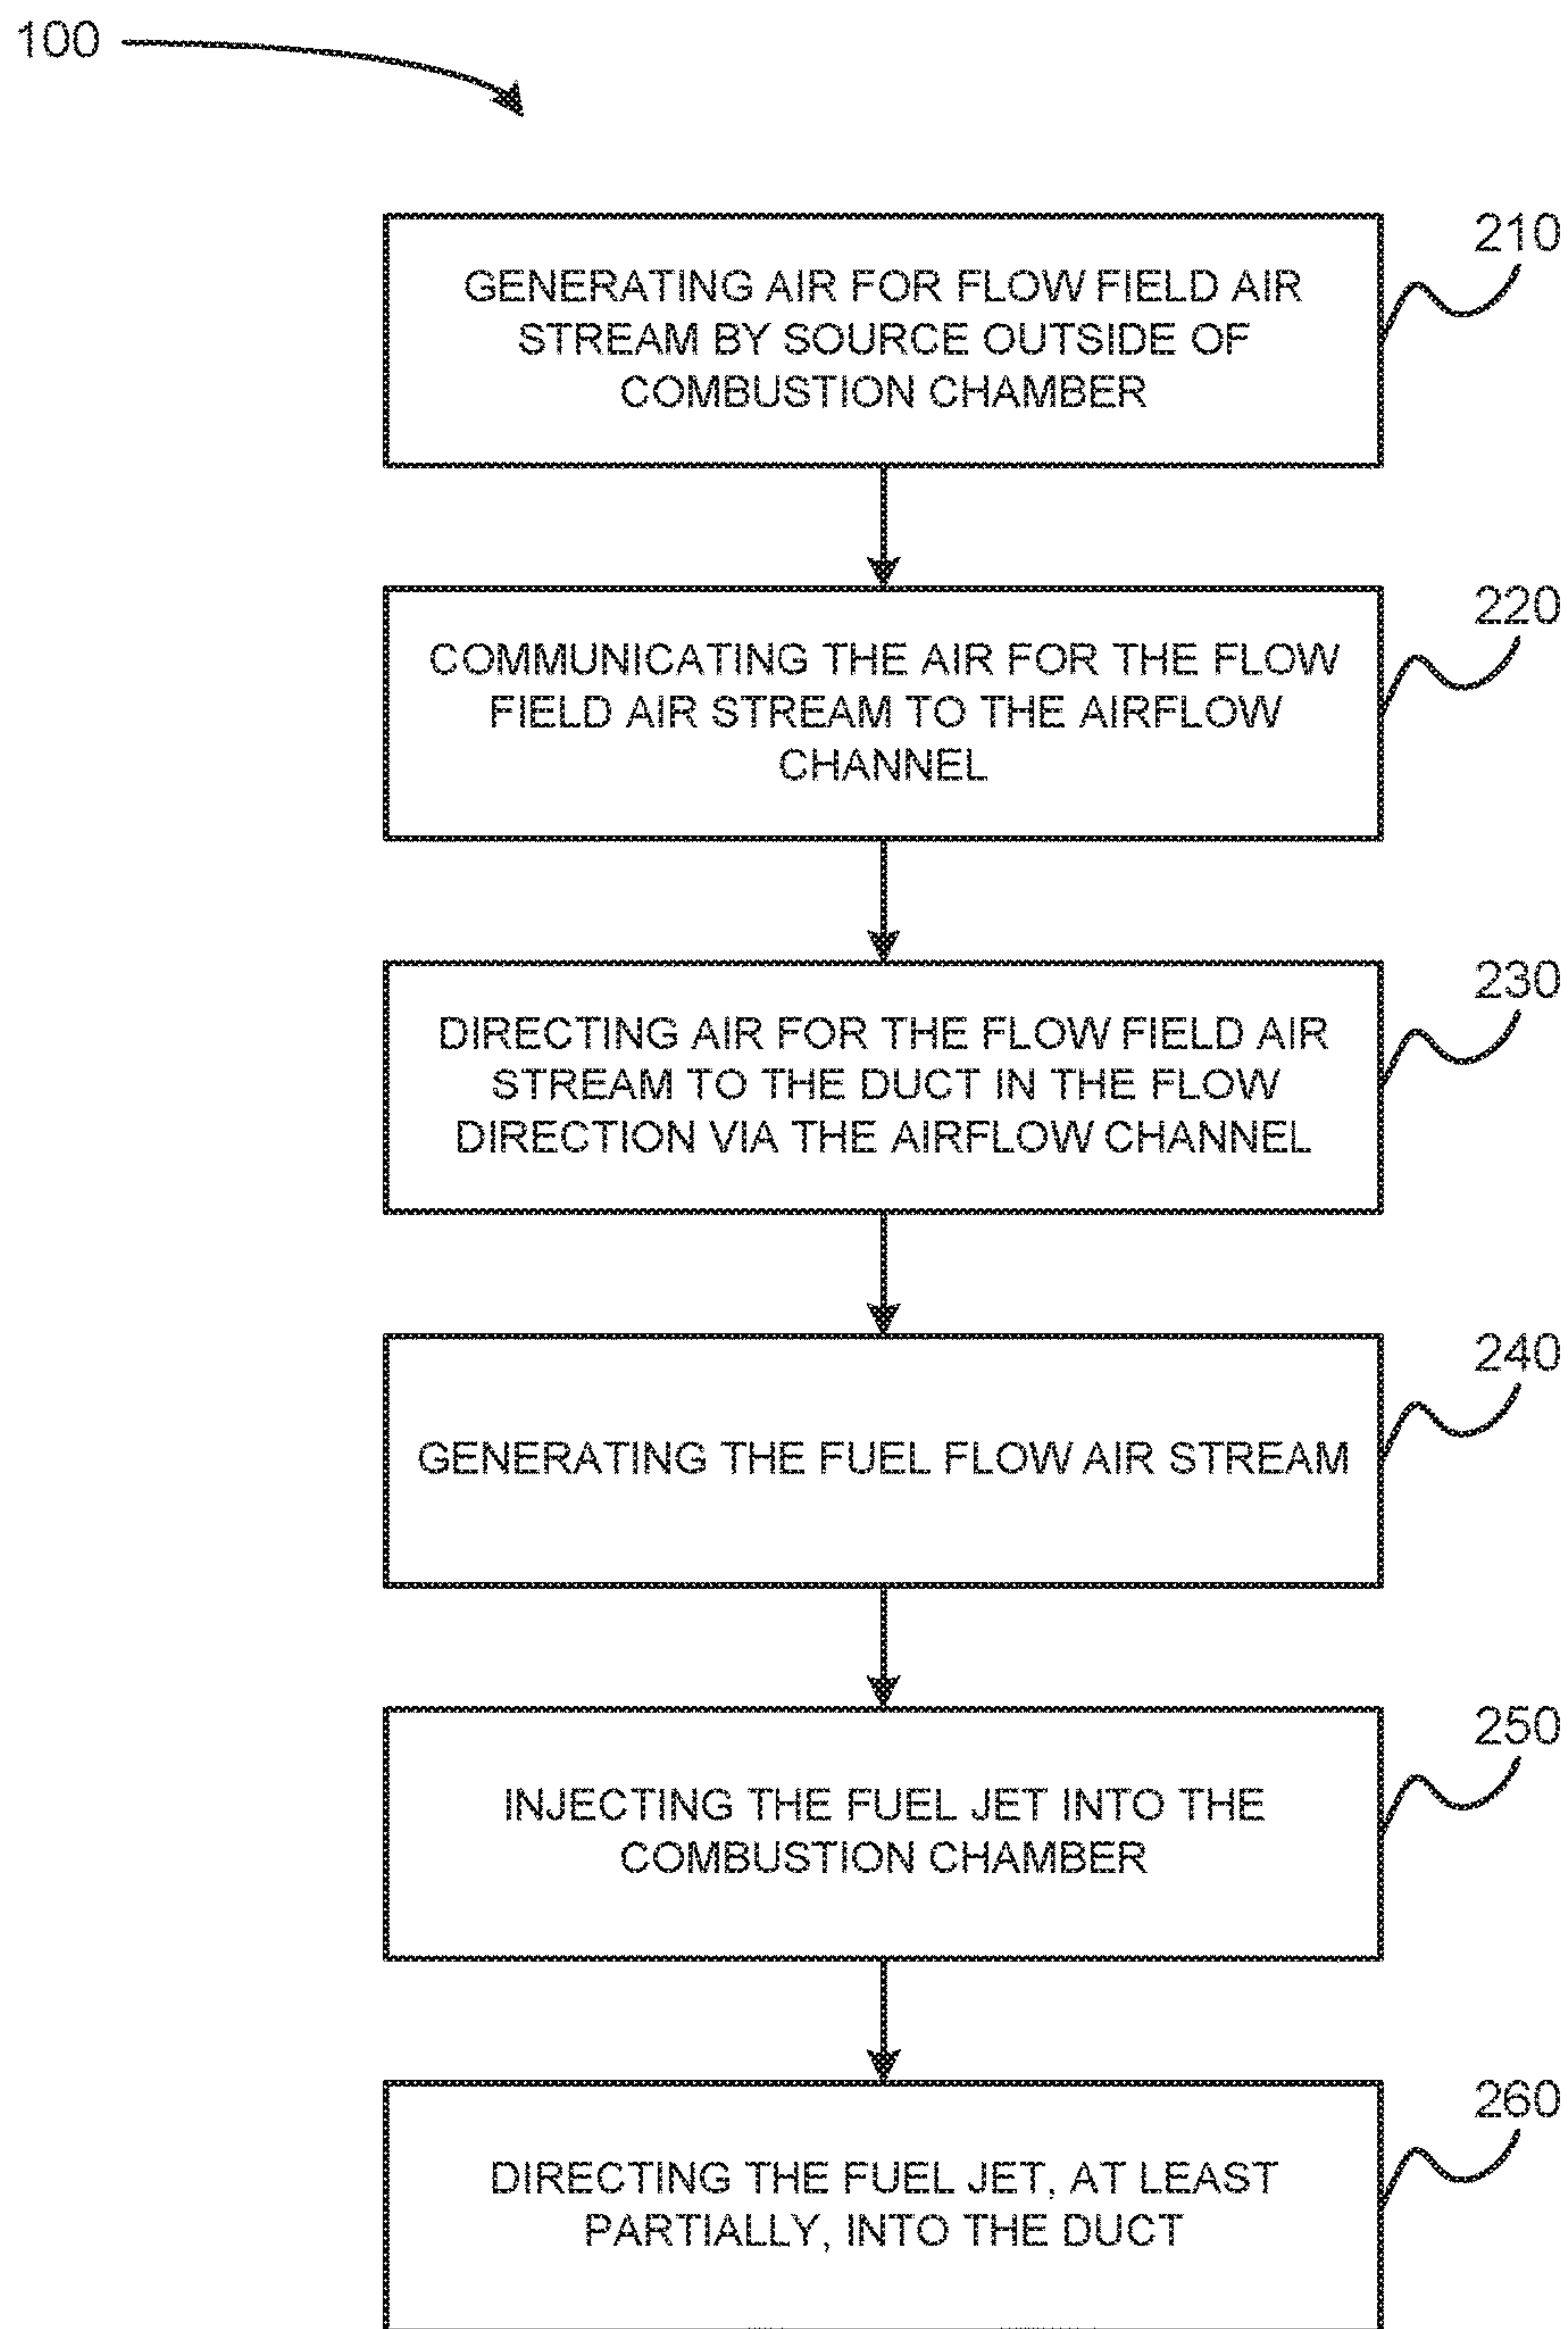 100
210
GENERATING AIR FOR FLOW FIELD AIR
STREAM BY SOURCE OUTSIDE OF
COMBUSTION CHAMBER
220
COMMUNICATING THE AIR FOR THE FLOW
FIELD AIR STREAM TO THE AIRFLOW
CHANNEL
230
DIRECTING AIR FOR THE FLOW FIELD AIR
STREAM TO THE DUCT IN THE FLOW
DIRECTION VIA THE AIRFLOW CHANNEL
240
GENERATING THE FUEL FLOW AIR STREAM
250
INJECTING THE FUEL JET INTO THE
COMBUSTION CHAMBER
260
DIRECTING THE FUEL JET, AT LEAST
PARTIALLY, INTO THE DUCT